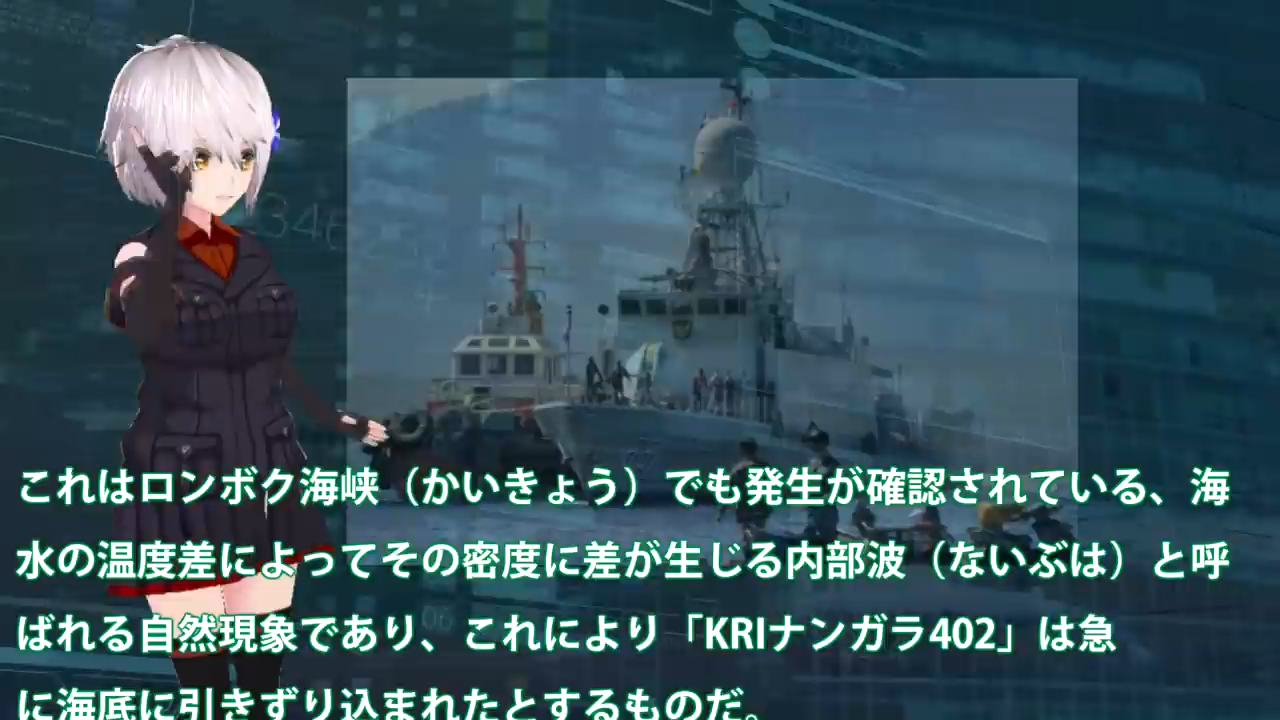 これはロンボク海峡（かいきょう）でも発生が確認されている、海
水の温度差によってその密度に差が生じる内部波（ないぶは）と呼
ばれる自然現象であり、これにより「KRIナンガラ402」は急
に海底に引きずり込まれたとするものだ。